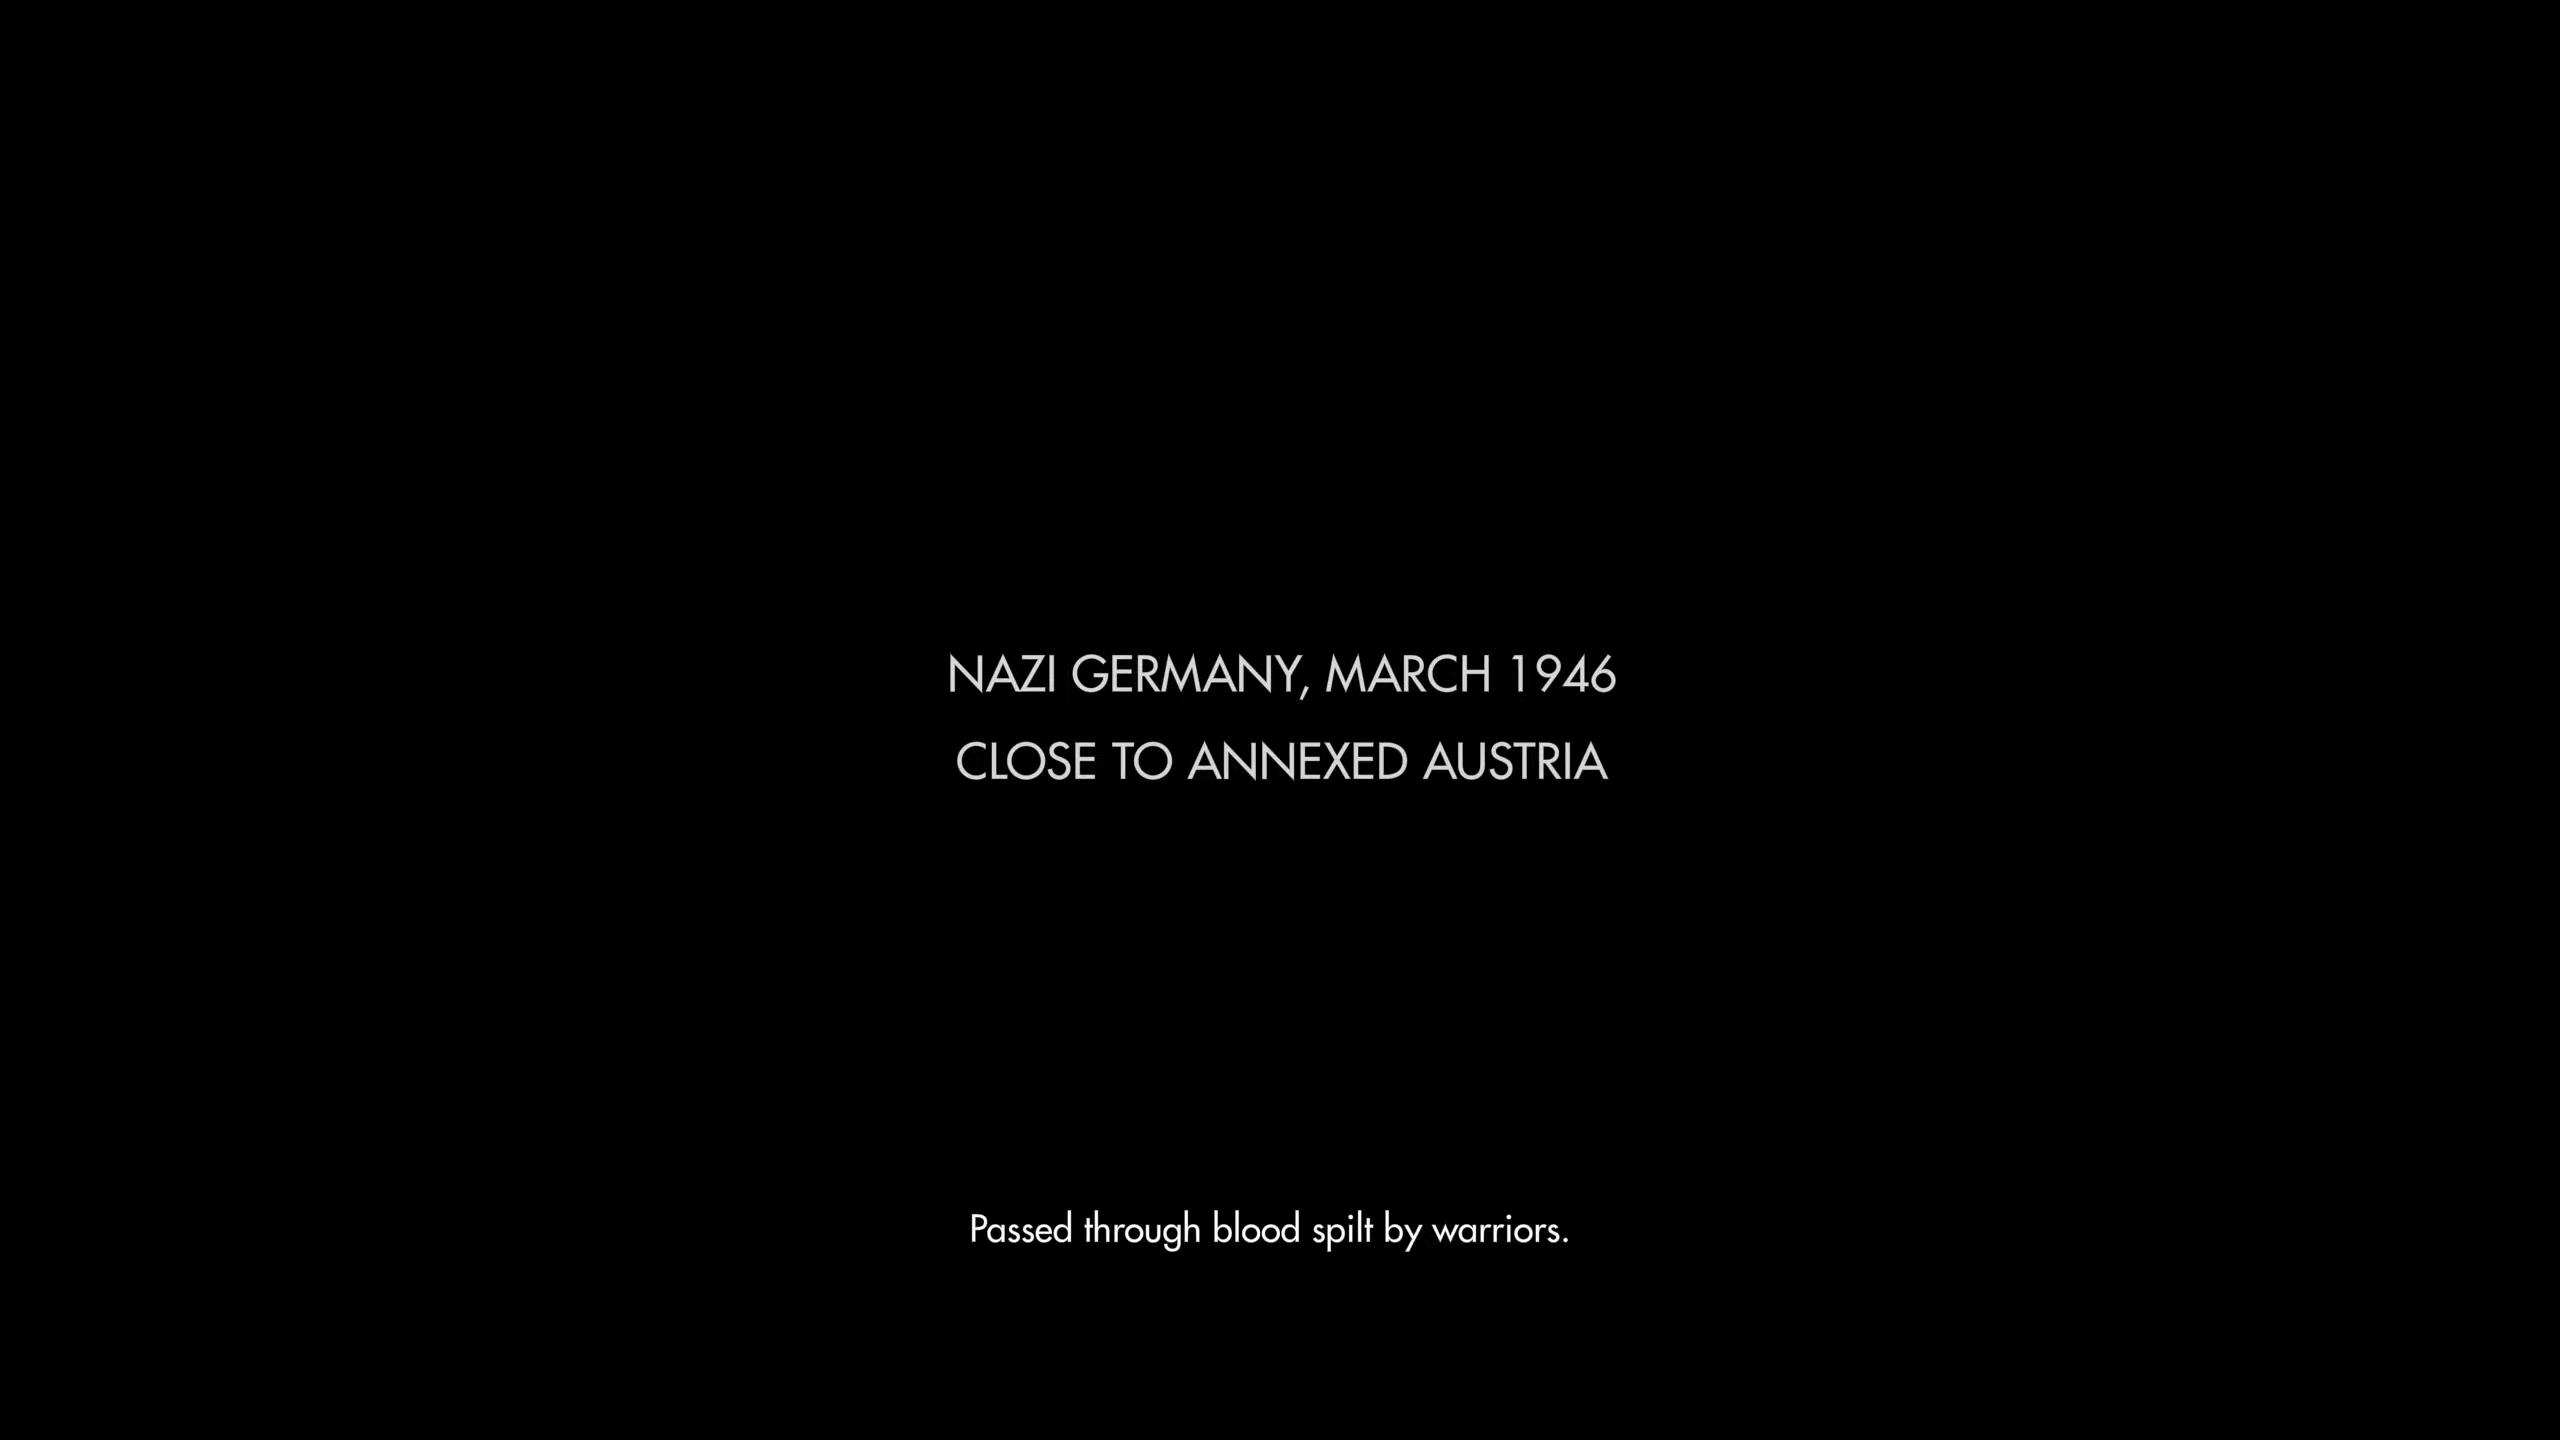 NAZI GERMANY, MARCH 1946
CLOSE TO ANNEXED AUSTRIA
Passed through blood spilt by warriors.